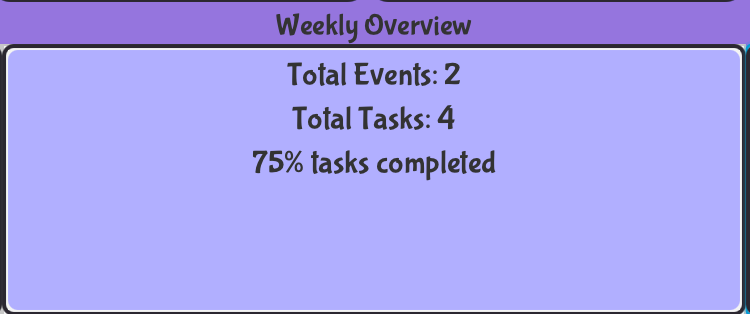 Weekly Overview
Total Events: 2
Total Tasks: 4
75% tasks completed